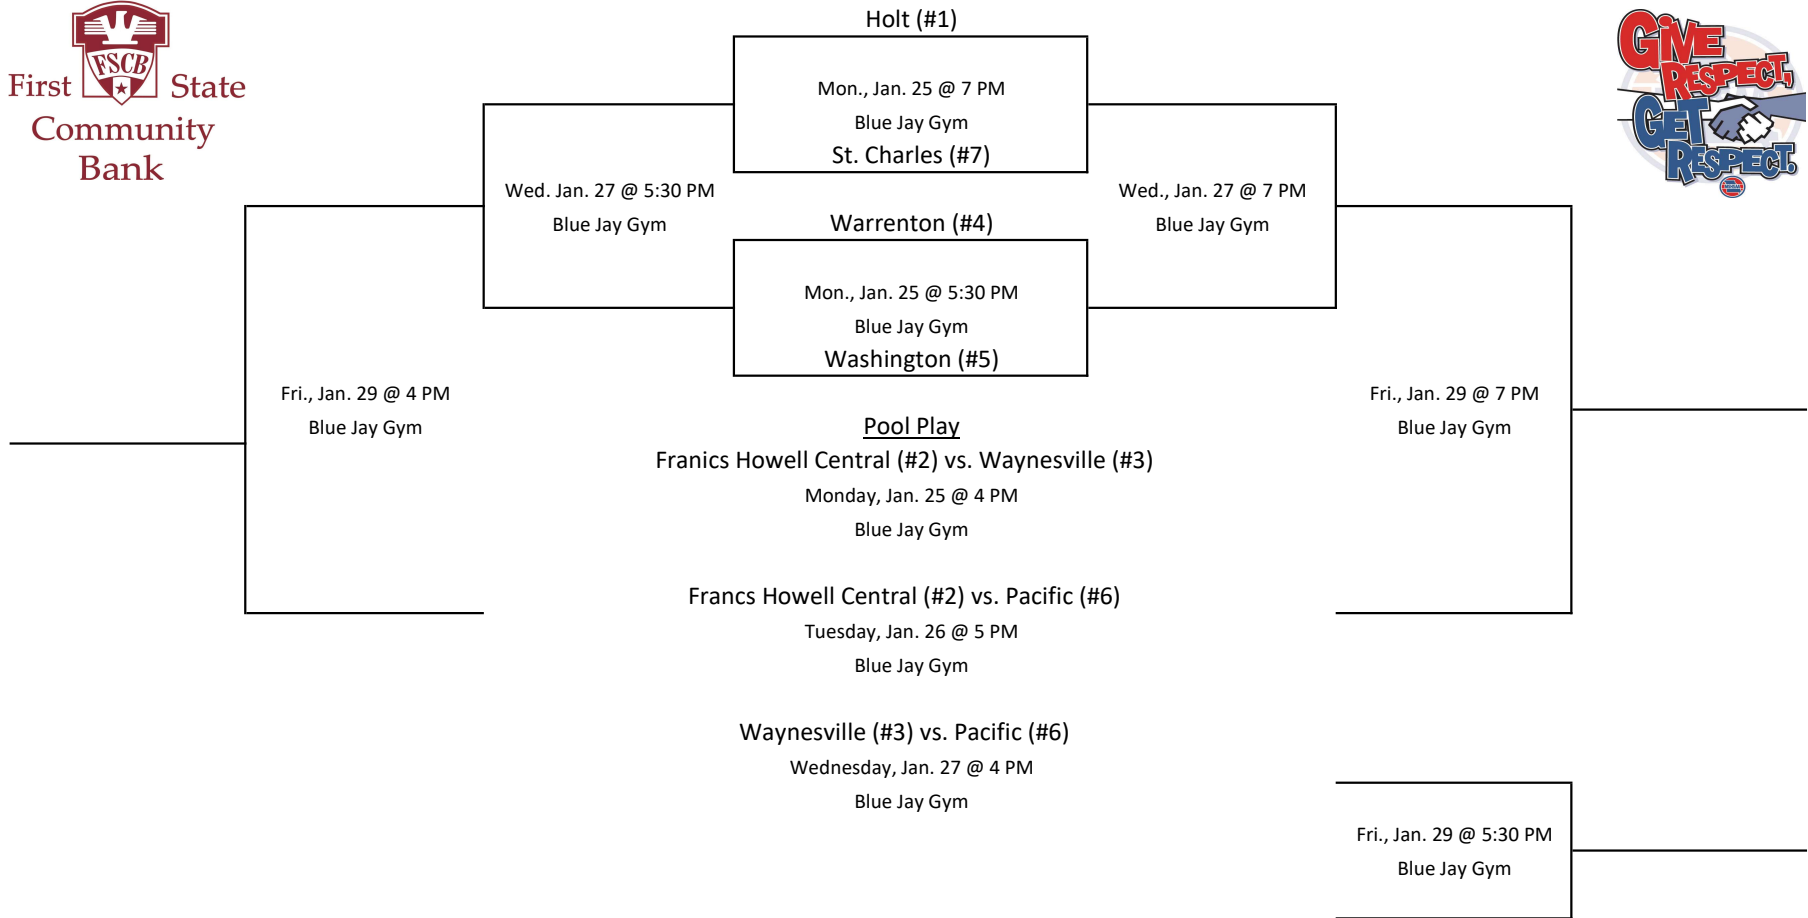 Holt (#1)
FSCB
First State
Community
Bank
GIVE
RESPECT,
GET
RESPECT.
Mon., Jan. 25 @ 7 PM
Blue Jay Gym
St. Charles (#7)
Wed. Jan. 27 @ 5:30 PM
Blue Jay Gym
Wed., Jan. 27 @ 7 PM
Blue Jay Gym
Warrenton (#4)
Mon., Jan. 25 @ 5:30 PM
Blue Jay Gym
Washington (#5)
Fri., Jan. 29 @ 4 PM
Blue Jay Gym
Fri., Jan. 29 @ 7 PM
Blue Jay Gym
Pool Play
Franics Howell Central (#2) vs. Waynesville (#3)
Monday, Jan. 25 @ 4 PM
Blue Jay Gym
Francs Howell Central (#2) vs. Pacific (#6)
Tuesday, Jan. 26 @ 5 PM
Blue Jay Gym
Waynesville (#3) vs. Pacific (#6)
Wednesday, Jan. 27 @ 4 PM
Blue Jay Gym
Fri., Jan. 29 @ 5:30 PM
Blue Jay Gym